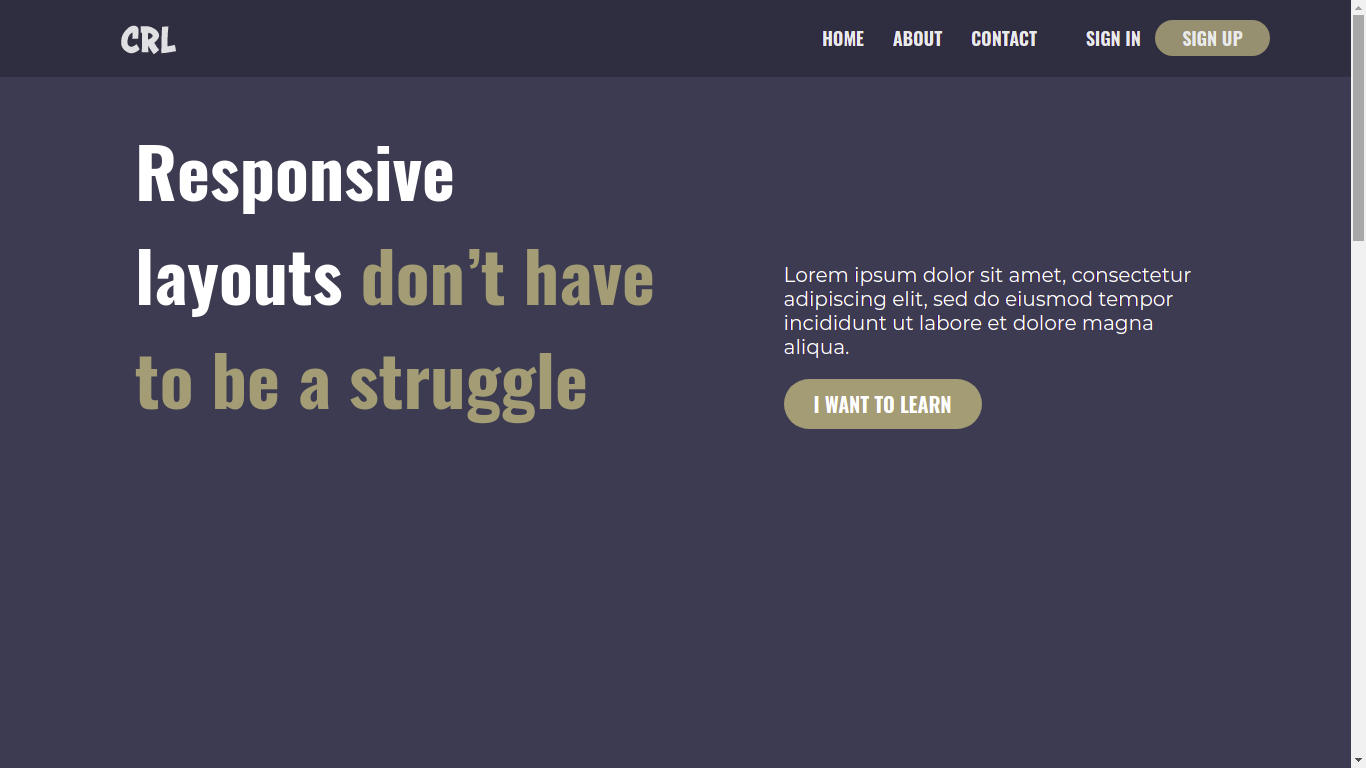 CRL
HOME ABOUT CONTACT SIGN IN SIGN UP
Responsive
layouts don’t have
to be a struggle
Lorem ipsum dolor sit amet, consectetur
adipiscing elit, sed do eiusmod tempor
incididunt ut labore et dolore magna
aliqua.
I WANT TO LEARN